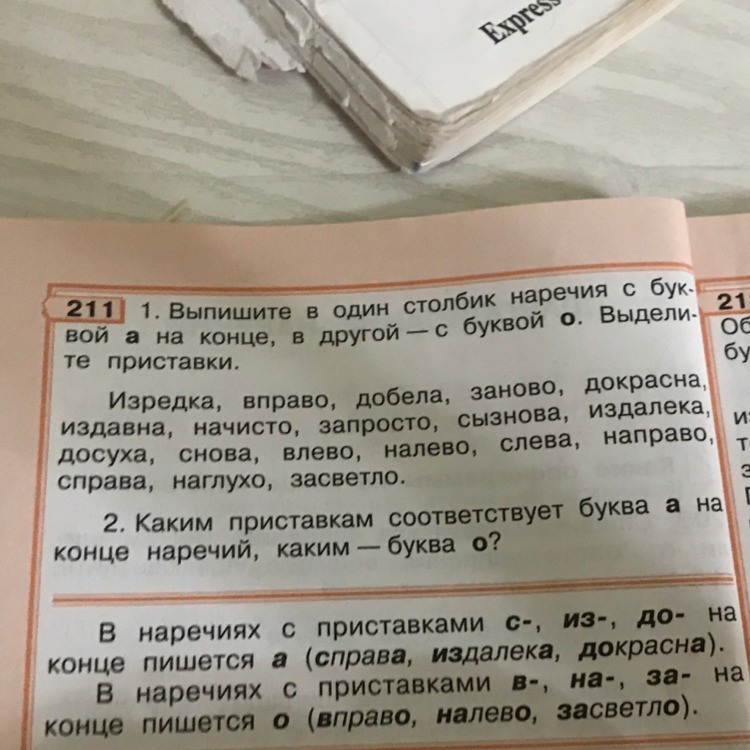 Express
211 1. Выпишите в один столбик наречия с бук-
вой а на конце, в другой — с буквой о. Выдели-
те приставки.
Изредка, вправо, добела, заново, докрасна,
издавна, начисто, запросто, сызнова, издалека,
досуха, снова, влево, налево, слева, направо,
справа, наглухо, засветло.
2. Каким приставкам соответствует буква а на
конце наречий, каким — буква о?
В наречиях с приставками с-, из-, до- на
конце пишется а (справа, издалека, докрасна).
В наречиях с приставками в-, на-, за- на
конце пишется о (вправо, налево, засветло).
21
Об
бу